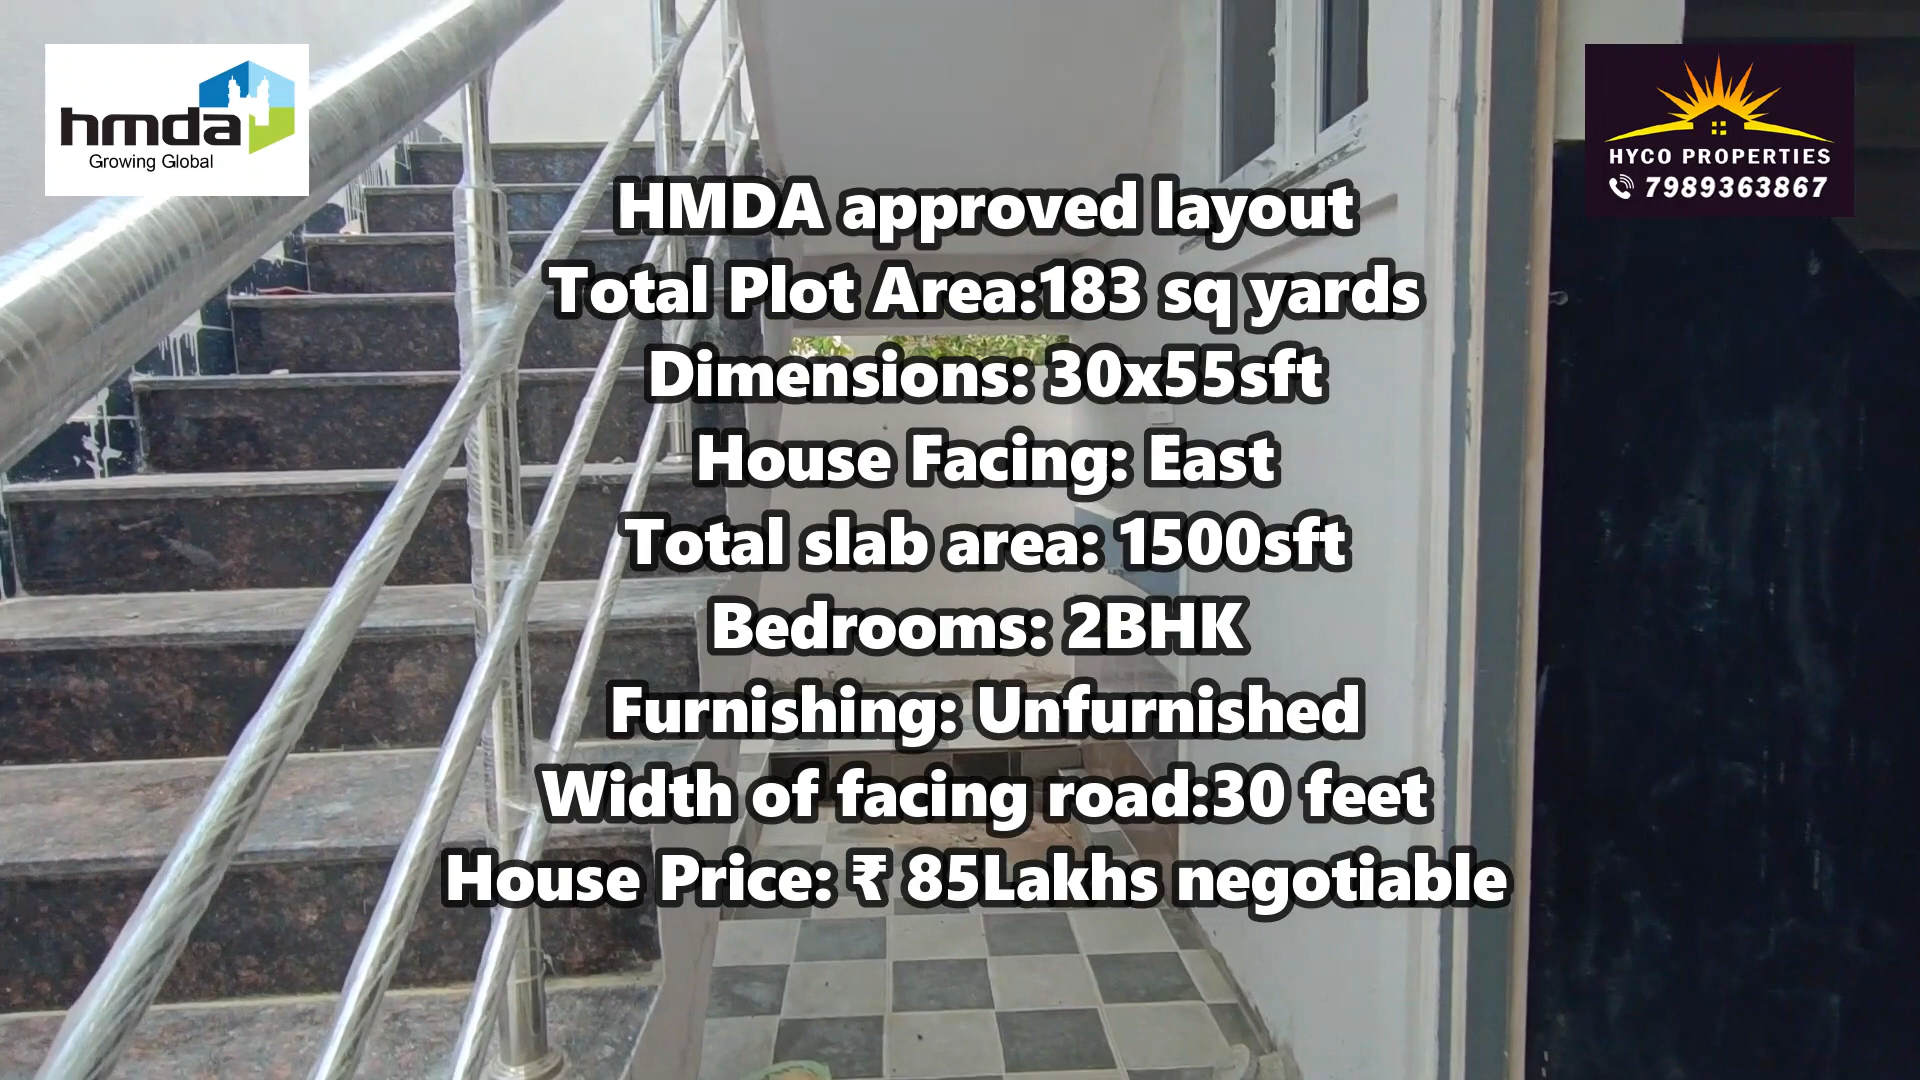 hmda
Growing Global
HYCO PROPERTIES
7989363867
HMDA approved layout
Total Plot Area:183 sq yards
Dimensions: 30x55sft
House Facing: East
Total slab area: 1500sft
Bedrooms: 2BHK
Furnishing: Unfurnished
Width of facing road:30 feet
House Price: ₹ 85Lakhs negotiable